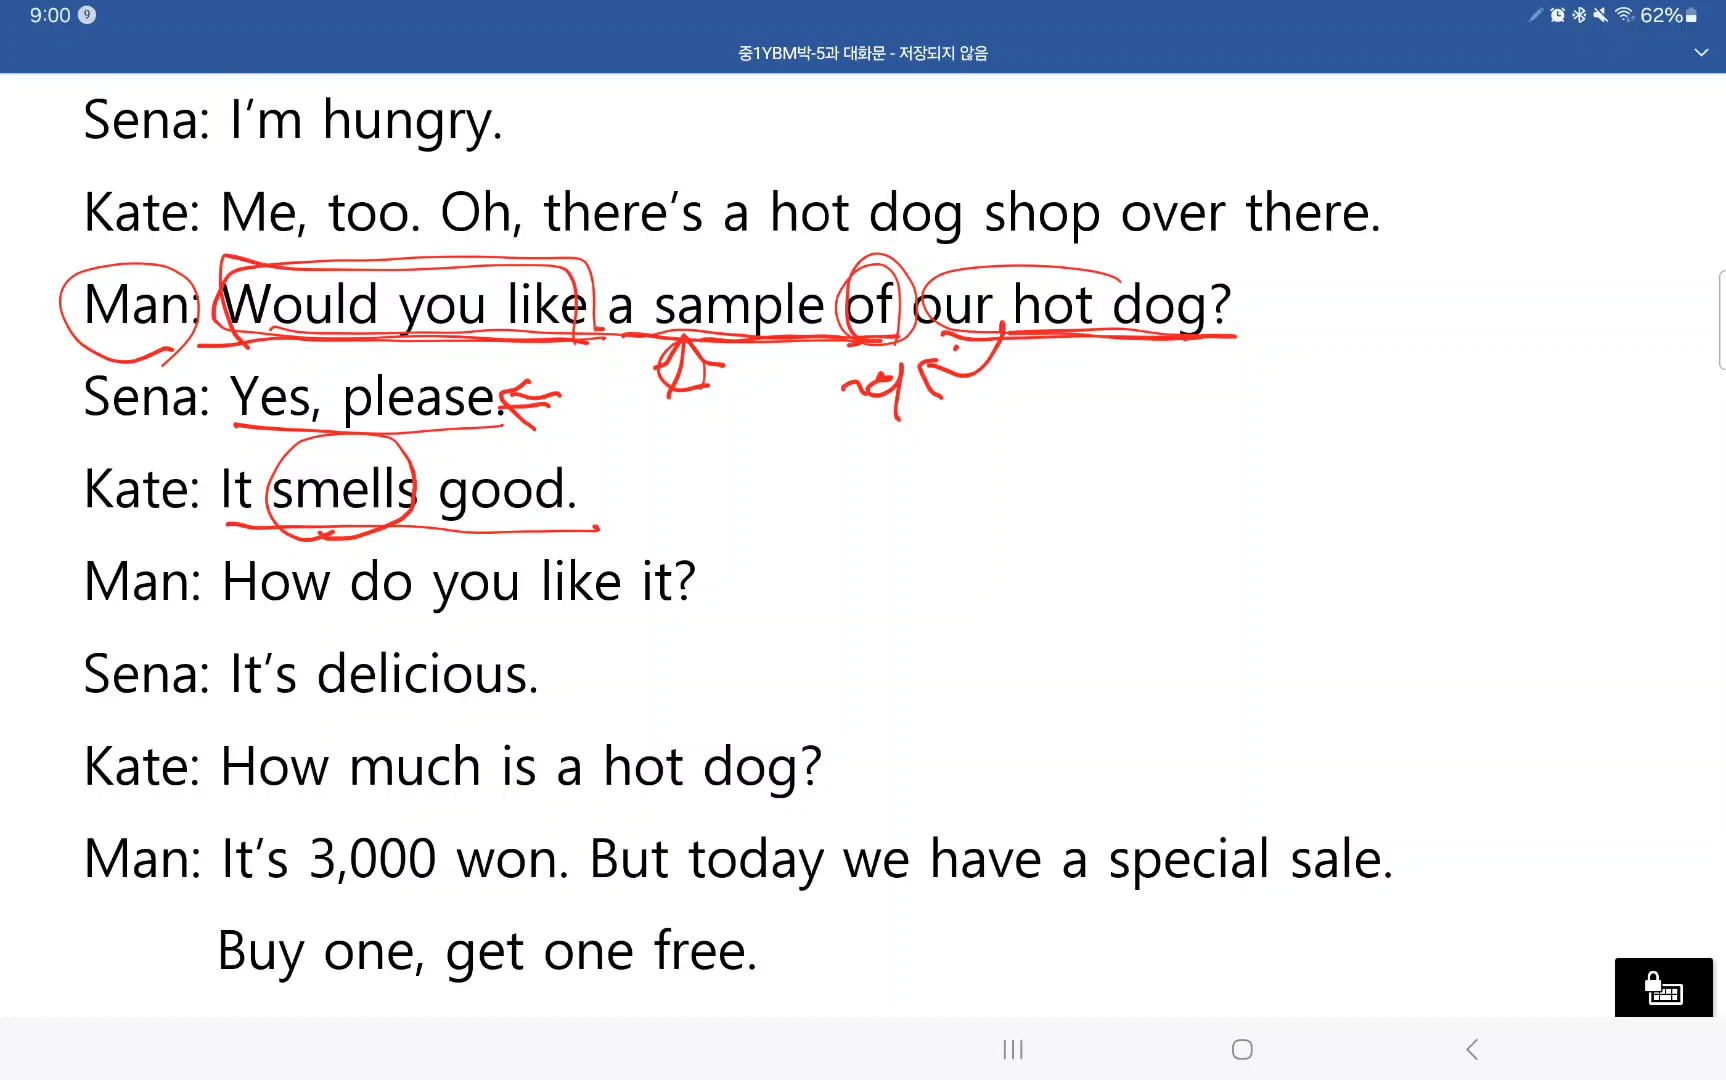 9:00 9 62%
중1YBM박-5과 대화문 - 저장되지 않음
Sena: I'm hungry.
Kate: Me, too. Oh, there's a hot dog shop over there.
Man: Would you like a sample of our hot dog?
Sena: Yes, please.
Kate: It smells good.
Man: How do you like it?
Sena: It's delicious.
Kate: How much is a hot dog?
Man: It's 3,000 won. But today we have a special sale.
Buy one, get one free.